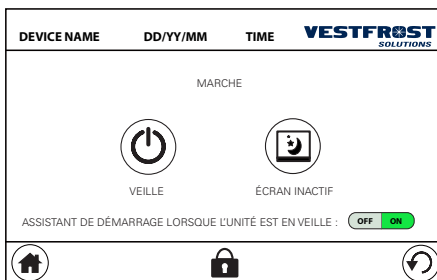 DEVICE NAME DD/YY/MM TIME VESTFROST
SOLUTIONS
MARCHE
VEILLE ÉCRAN INACTIF
ASSISTANT DE DÉMARRAGE LORSQUE L'UNITÉ EST EN VEILLE : OFF ON